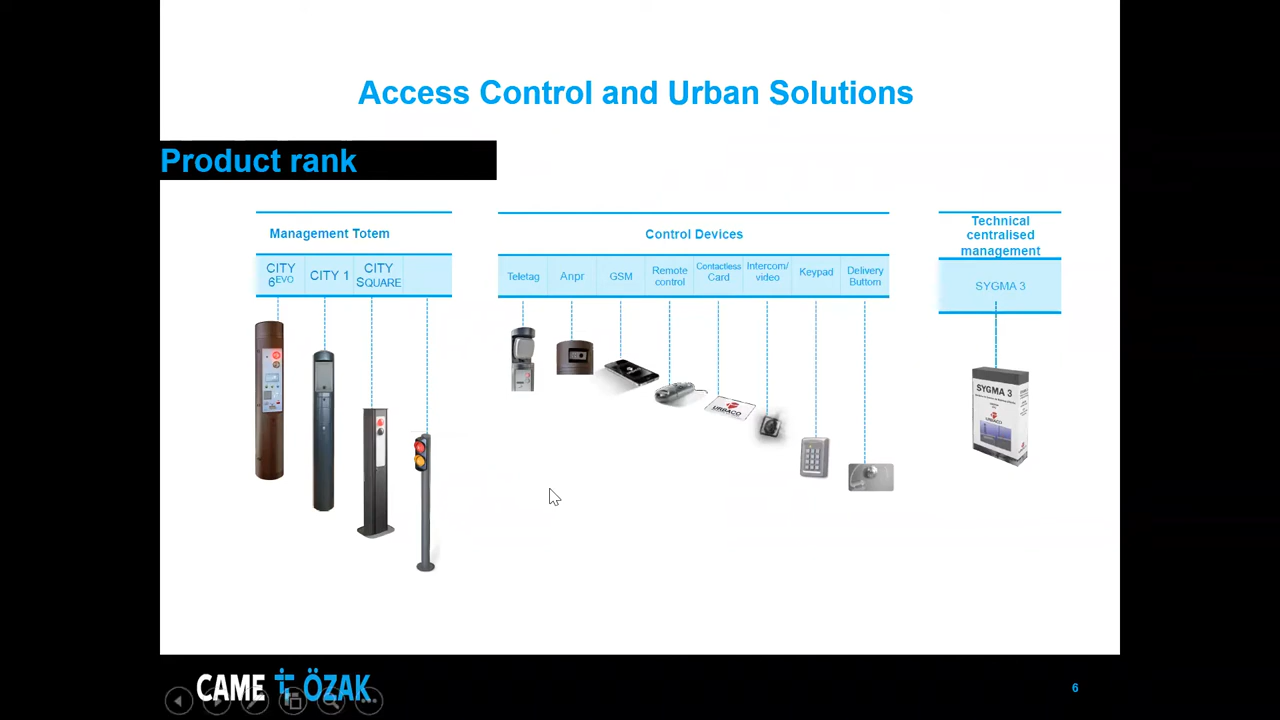 Access Control and Urban Solutions
Product rank
Management Totem
CITY 6EVO
CITY 1
CITY SQUARE
Control Devices
Teletag
Anpr
GSM
Remote control
Contactless Card
Intercom/ video
Keypad
Delivery Buttom
Technical
centralised
management
SYGMA 3
URBACO
SYGMA 3
URBACO
CAME ÖZAK
6